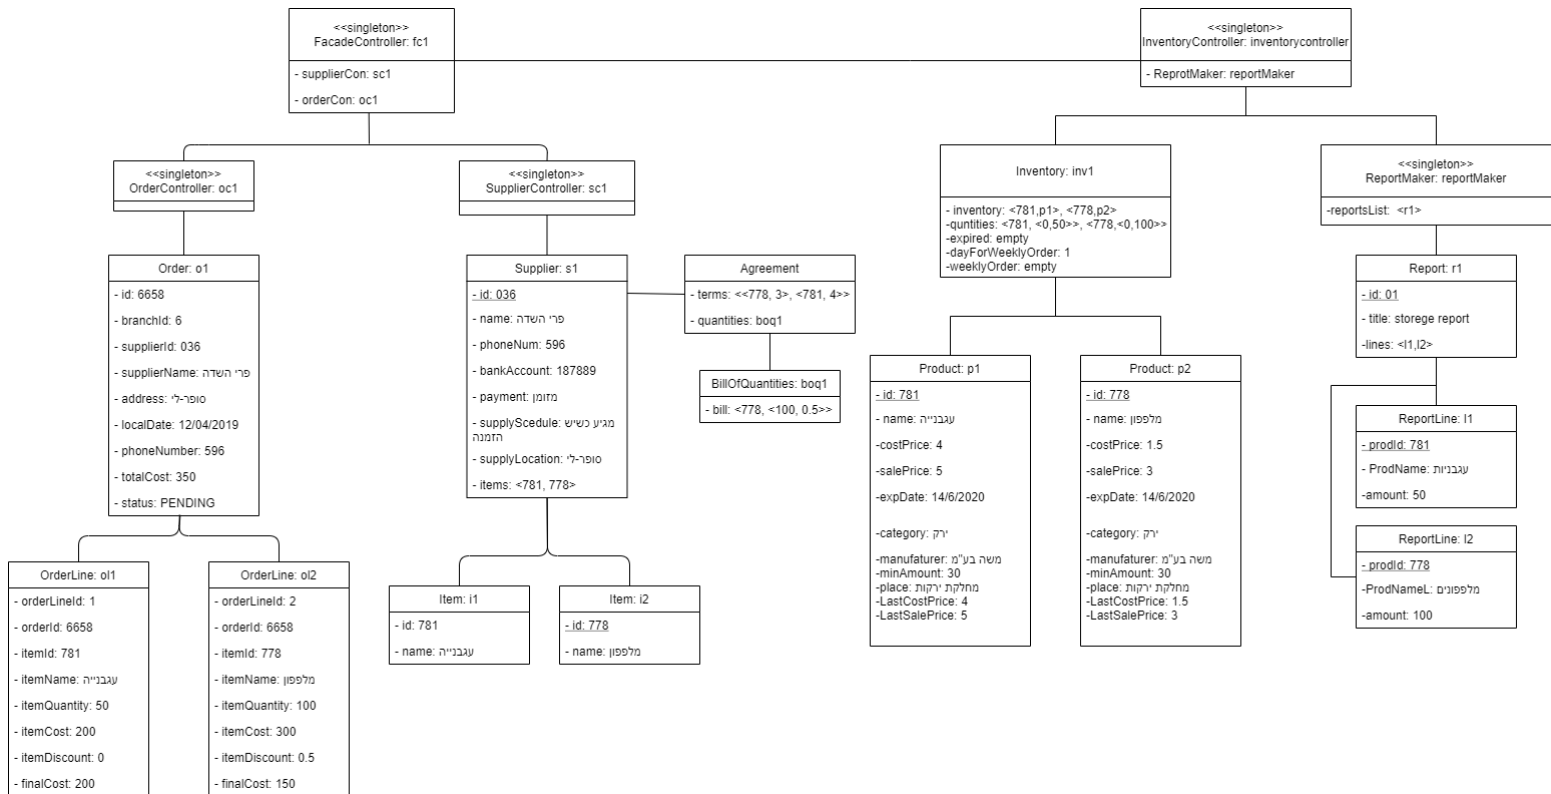 <<singleton>>
FacadeController: fc1
- supplierCon: sc1
- orderCon: oc1
<<singleton>>
InventoryController: inventorycontroller
- ReprotMaker: reportMaker
<<singleton>>
OrderController: oc1
<<singleton>>
SupplierController: sc1
Inventory: inv1
- inventory: <781,p1>, <778,p2>
-quntities: <781, <0,50>>, <778,<0,100>>
-expired: empty
-dayForWeeklyOrder: 1
-weeklyOrder: empty
<<singleton>>
ReportMaker: reportMaker
-reportsList: <r1>
Order: o1
- id: 6658
- branchId: 6
- supplierId: 036
- supplierName: פרי השדה
- address: סופר-לי
- localDate: 12/04/2019
- phoneNumber: 596
- totalCost: 350
- status: PENDING
Supplier: s1
- id: 036
- name: פרי השדה
- phoneNum: 596
- bankAccount: 187889
- payment: מזומן
- supplyScedule: מגיע כשיש
הזמנה
- supplyLocation: סופר-לי
- items: <781, 778>
Agreement
- terms: <<778, 3>, <781, 4>>
- quantities: boq1
BillOfQuantities: boq1
- bill: <778, <100, 0.5>>
Report: r1
- id: 01
- title: storege report
-lines: <l1,l2>
Product: p1
- id: 781
- name: עגבנייה
-costPrice: 4
-salePrice: 5
-expDate: 14/6/2020
-category: ירק
-manufaturer: משה בע"מ
-minAmount: 30
-place: מחלקת ירקות
-LastCostPrice: 4
-LastSalePrice: 5
Product: p2
- id: 778
- name: מלפפון
-costPrice: 1.5
-salePrice: 3
-expDate: 14/6/2020
-category: ירק
-manufaturer: משה בע"מ
-minAmount: 30
-place: מחלקת ירקות
-LastCostPrice: 1.5
-LastSalePrice: 3
ReportLine: l1
- prodId: 781
- ProdName: עגבניות
-amount: 50
ReportLine: l2
- prodId: 778
-ProdNameL: מלפפונים
-amount: 100
OrderLine: ol1
- orderLineId: 1
- orderId: 6658
- itemId: 781
- itemName: עגבנייה
- itemQuantity: 50
- itemCost: 200
- itemDiscount: 0
- finalCost: 200
OrderLine: ol2
- orderLineId: 2
- orderId: 6658
- itemId: 778
- itemName: מלפפון
- itemQuantity: 100
- itemCost: 300
- itemDiscount: 0.5
- finalCost: 150
Item: i1
- id: 781
- name: עגבנייה
Item: i2
- id: 778
- name: מלפפון